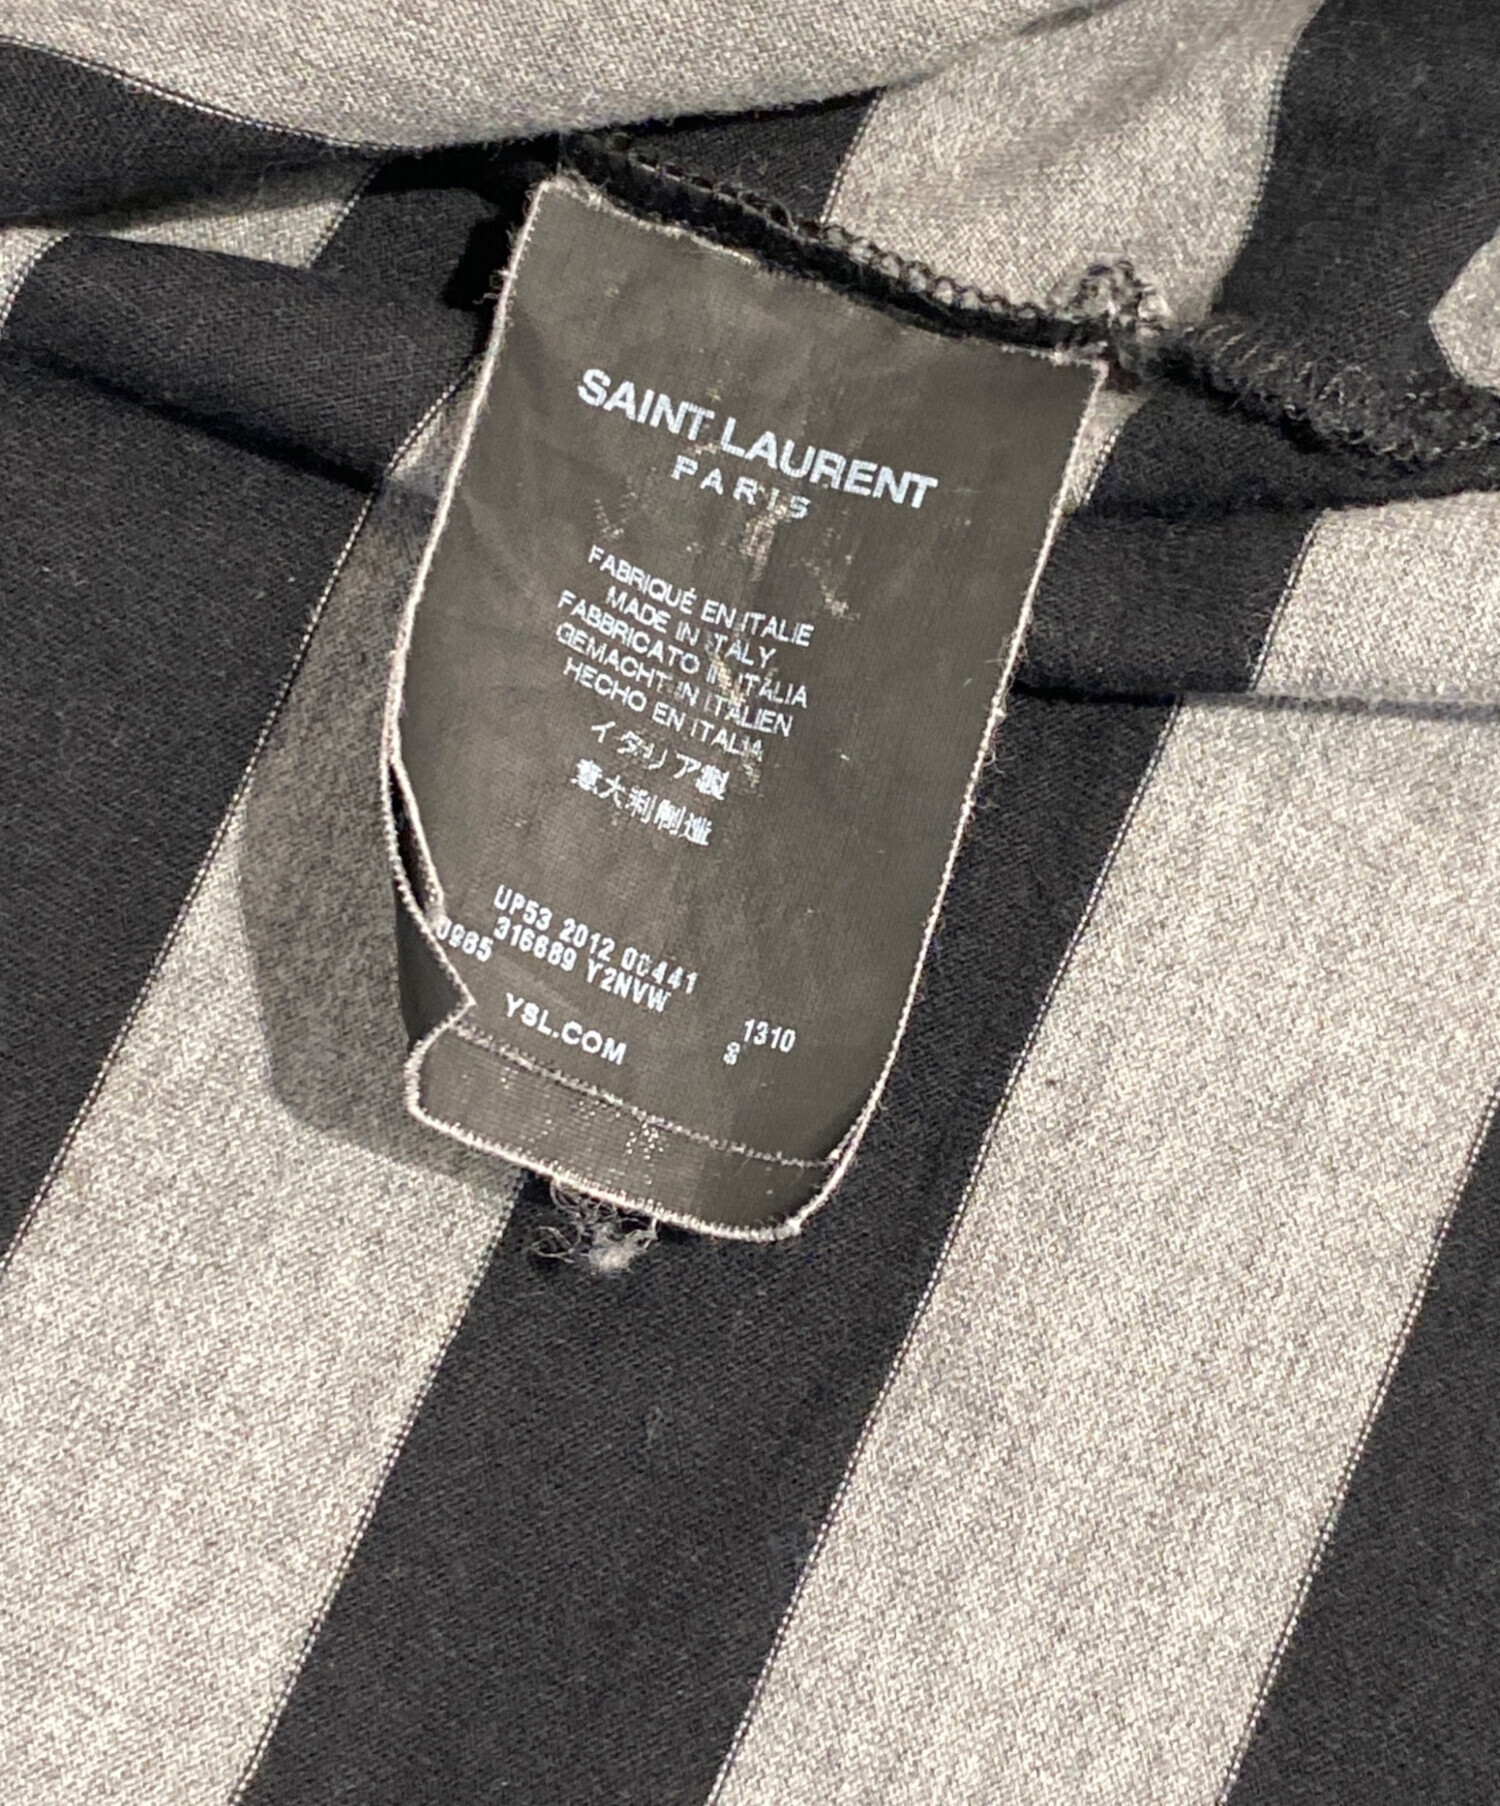 SAINT LAURENT
PARIS
FABRIQUÉ EN ITALIE
MADE IN ITALY
FABBRICATO IN ITALIA
GEMACHT IN ITALIEN
HECHO EN ITALIA
イタリア製
意大利制造
UP53 2012 00441
316689 Y2NVW
0985
1310
S
YSL.COM